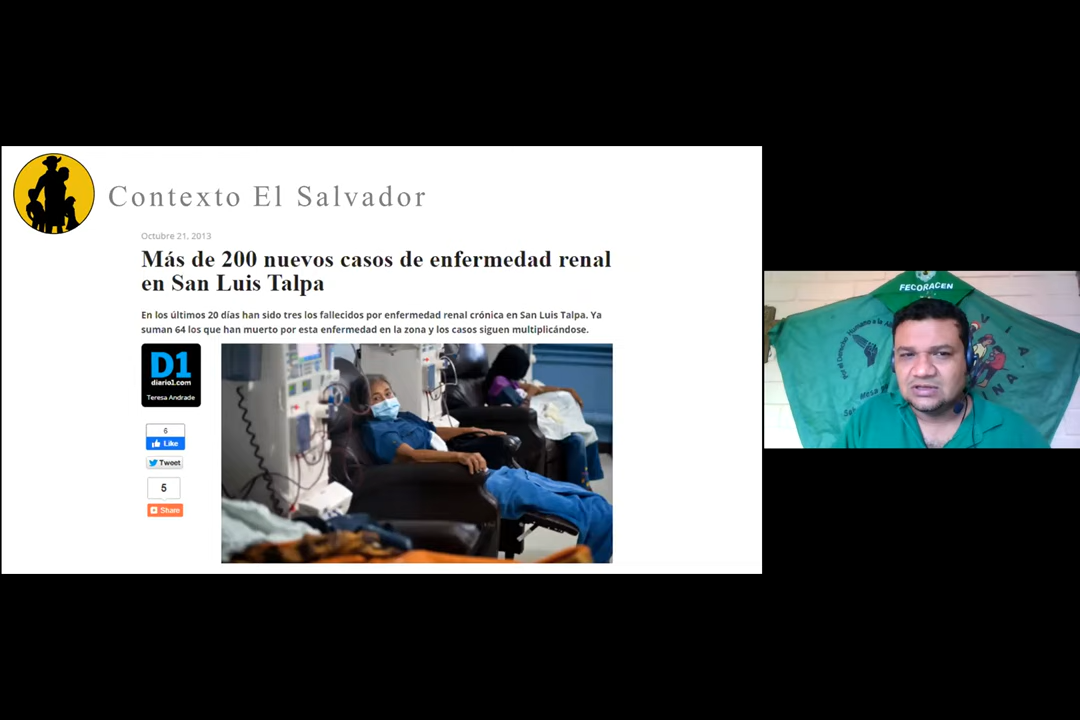 Contexto El Salvador
Octubre 21, 2013
Más de 200 nuevos casos de enfermedad renal
en San Luis Talpa
En los últimos 20 días han sido tres los fallecidos por enfermedad renal crónica en San Luis Talpa. Ya
suman 64 los que han muerto por esta enfermedad en la zona y los casos siguen multiplicándose.
D1
diario1.com
Teresa Andrade
6
Like
Tweet
5
Share
FECORACEN